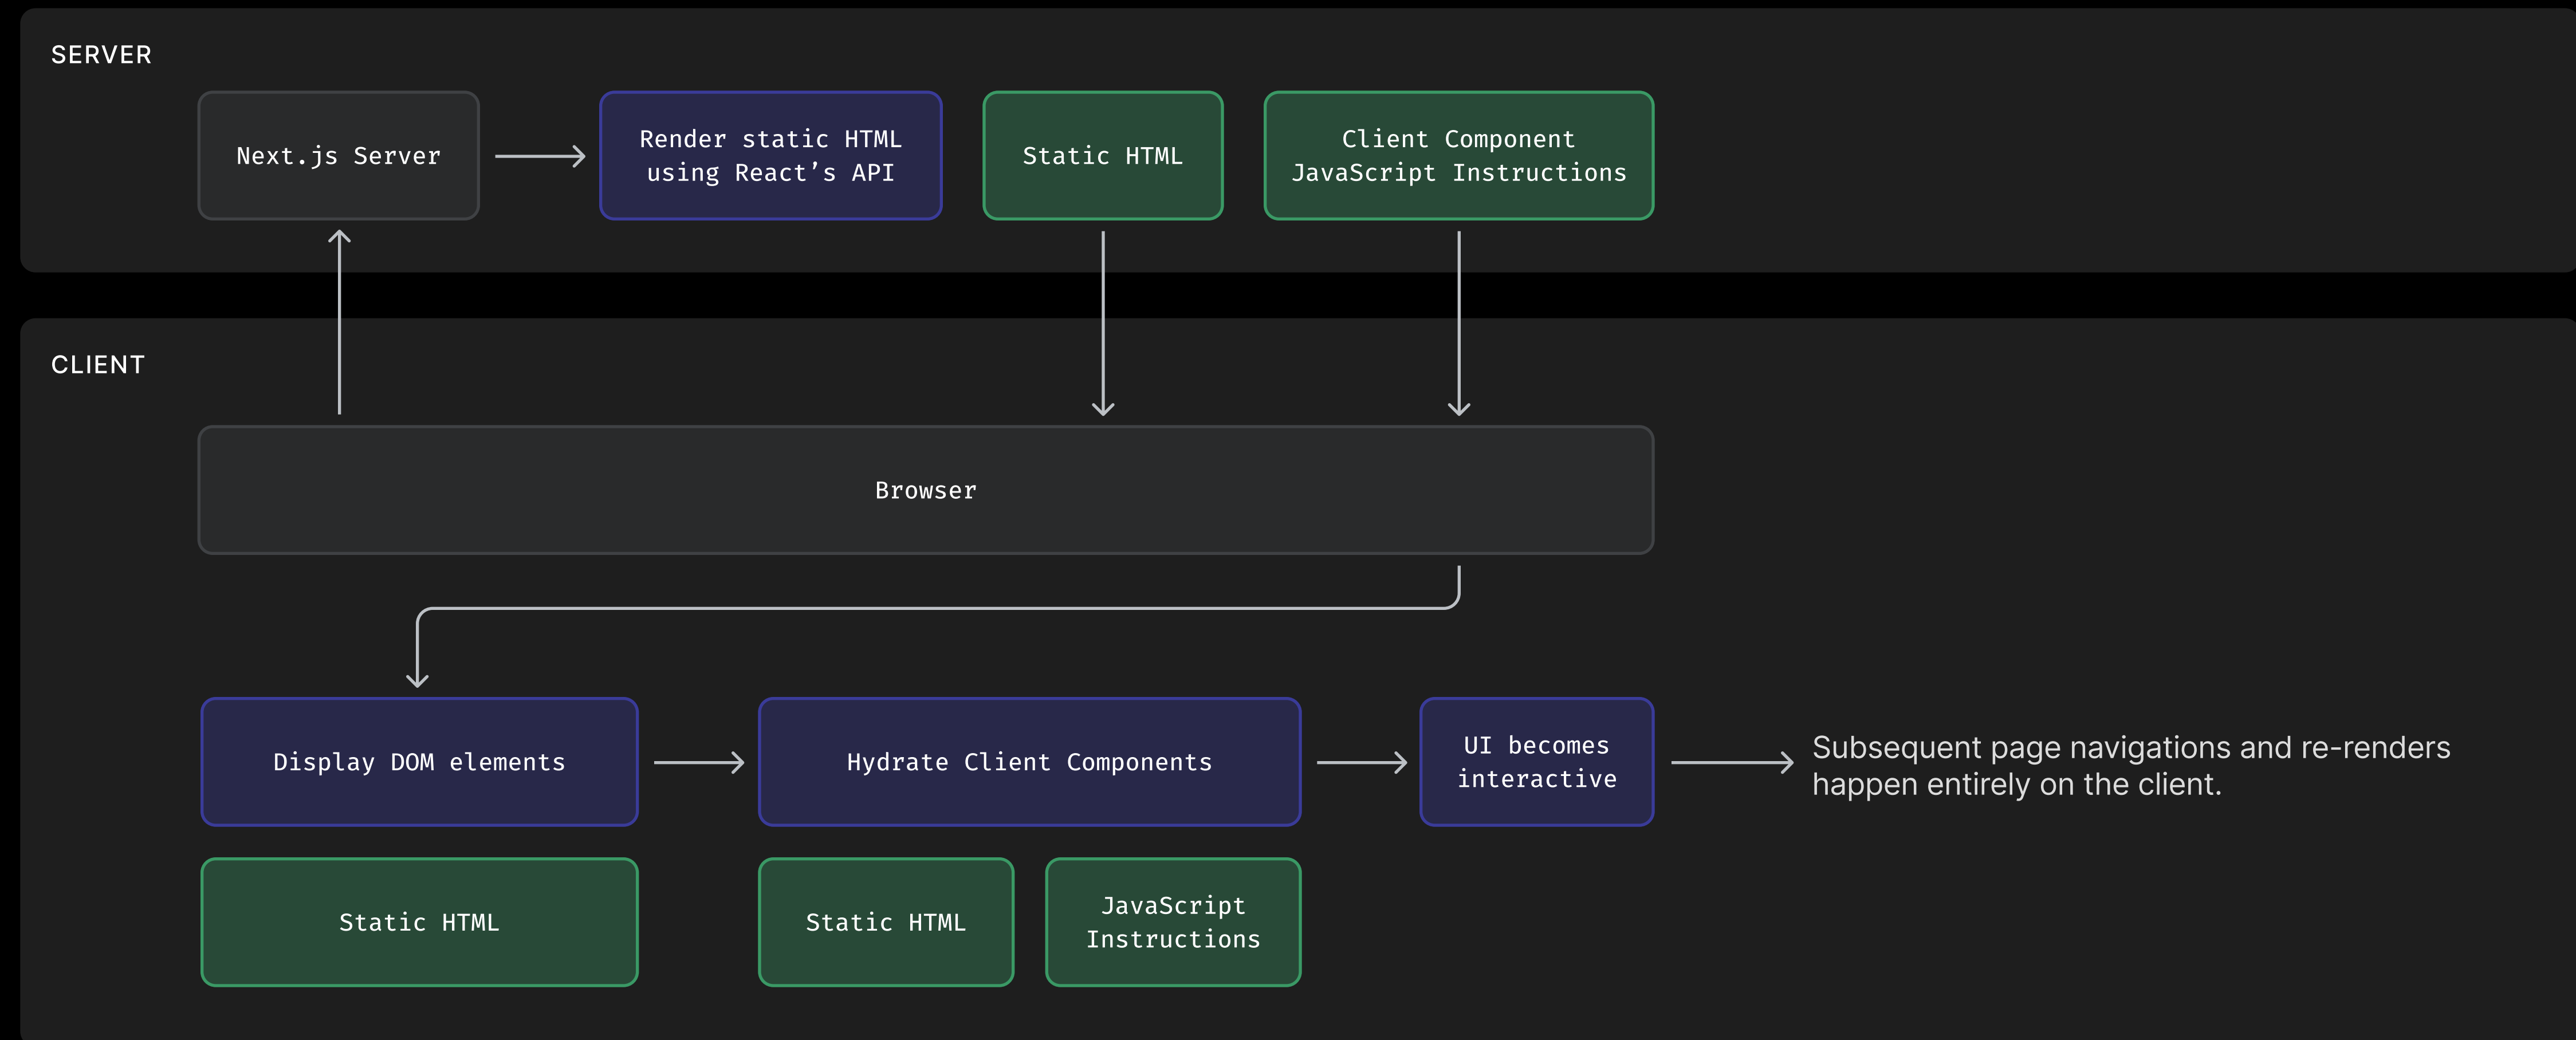 SERVER
Next.js Server
Render static HTML
using React’s API
Static HTML
Client Component
JavaScript Instructions
CLIENT
Browser
Display DOM elements
Hydrate Client Components
UI becomes
interactive
Subsequent page navigations and re-renders
happen entirely on the client.
Static HTML
Static HTML
JavaScript
Instructions